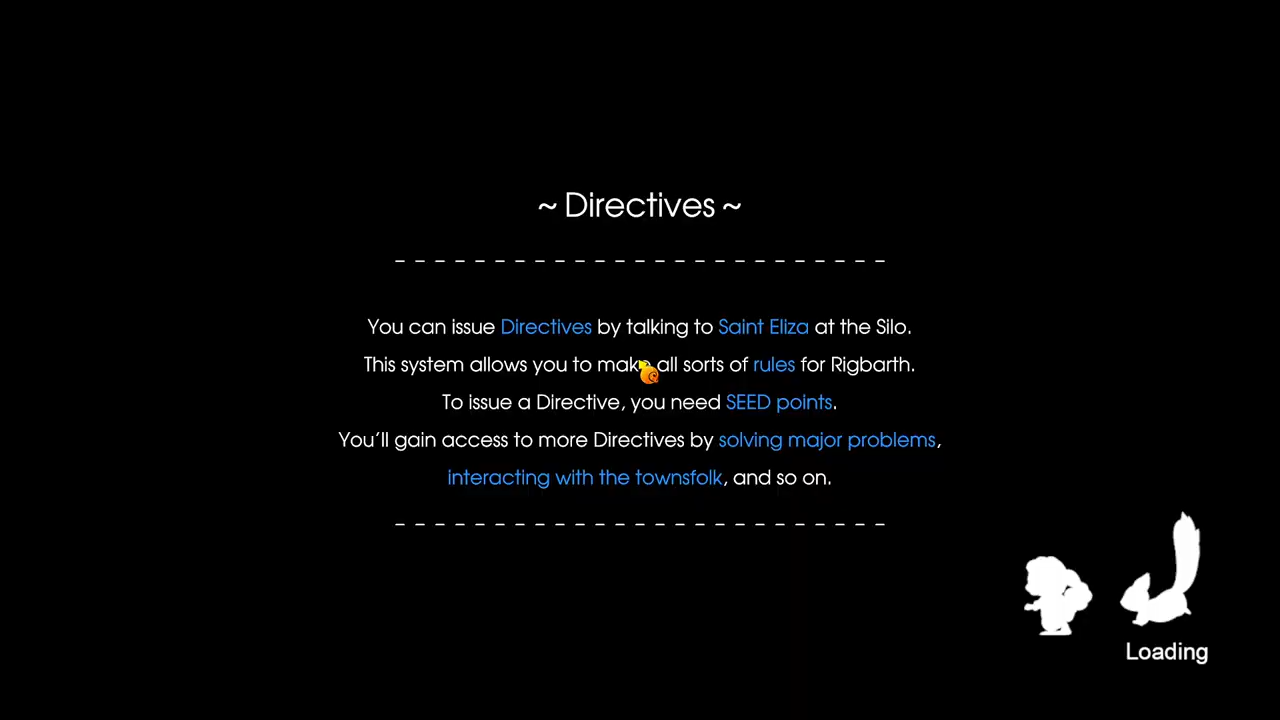 ~ Directives ~
You can issue Directives by talking to Saint Eliza at the Silo.
This system allows you to make all sorts of rules for Rigbarth.
To issue a Directive, you need SEED points.
You'll gain access to more Directives by solving major problems,
interacting with the townsfolk, and so on.
Loading